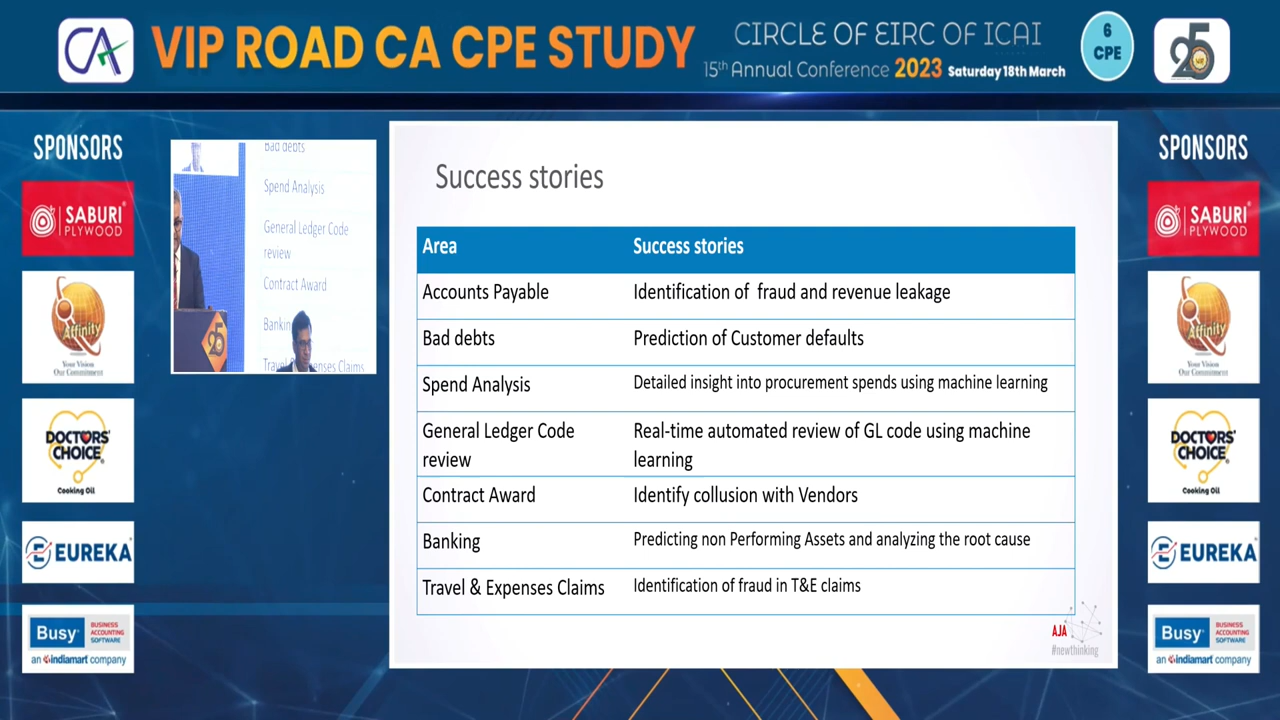 CA
VIP ROAD CA CPE STUDY
CIRCLE OF EIRC OF ICAI
15th Annual Conference 2023 Saturday 18th March
6
CPE
25
SPONSORS
SABURI
PLYWOOD
Affinity
Your Vision
Our Commitment
DOCTORS'
CHOICE
Cooking Oil
EUREKA
Busy
BUSINESS
ACCOUNTING
SOFTWARE
an indiamart company
Bad debts
Spend Analysis
General Ledger Code
review
Contract Award
Banking
Travel Expenses Claims
25
Success stories
Area Success stories
Accounts Payable Identification of fraud and revenue leakage
Bad debts Prediction of Customer defaults
Spend Analysis Detailed insight into procurement spends using machine learning
General Ledger Code Real-time automated review of GL code using machine
review learning
Contract Award Identify collusion with Vendors
Banking Predicting non Performing Assets and analyzing the root cause
Travel & Expenses Claims Identification of fraud in T&E claims
AJA
#newthinking
SPONSORS
SABURI
PLYWOOD
Affinity
Your Vision
Our Commitment
DOCTORS'
CHOICE
Cooking Oil
EUREKA
Busy
BUSINESS
ACCOUNTING
SOFTWARE
an indiamart company